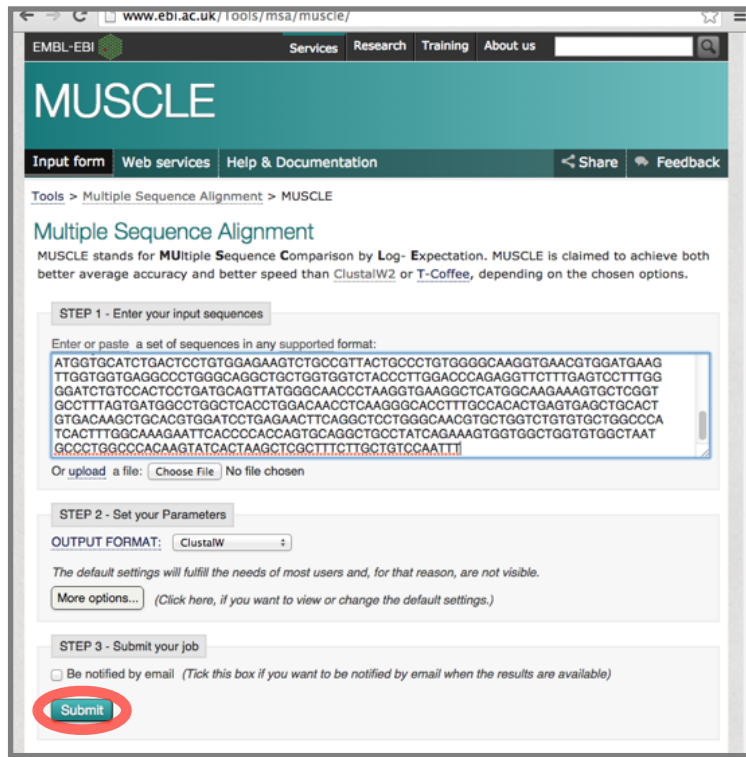 www.ebi.ac.uk/Tools/msa/muscle/
EMBL-EBI Services Research Training About us
MUSCLE
Input form Web services Help & Documentation Share Feedback
Tools > Multiple Sequence Alignment > MUSCLE
Multiple Sequence Alignment
MUSCLE stands for MUltiple Sequence Comparison by Log- Expectation. MUSCLE is claimed to achieve both
better average accuracy and better speed than ClustalW2 or T-Coffee, depending on the chosen options.
STEP 1 - Enter your input sequences
Enter or paste a set of sequences in any supported format:
ATGGTGCATCTGACTCCTGTGGAGAAGTCTGCCGTTACTGCCCTGTGGGGCAAGGTGAACGTGGATGAAG
TTGGTGGTGAGGCCCTGGGCAGGCTGCTGGTGGTCTACCCTTGGACCCAGAGGTTCTTTGAGTCCTTTGG
GGATCTGTCCACTCCTGATGCAGTTATGGGCAACCCTAAGGTGAAGGCTCATGGCAAGAAAGTGCTCGGT
GCCTTTAGTGATGGCCTGGCTCACCTGGACAACCTCAAGGGCACCTTTGCCACACTGAGTGAGCTGCACT
GTGACAAGCTGCACGTGGATCCTGAGAACTTCAGGCTCCTGGGCAACGTGCTGGTCTGTGTGCTGGCCCA
TCACTTTGGCAAAGAATTCACCCCACCAGTGCAGGCTGCCTATCAGAAAGTGGTGGCTGGTGTGGCTAAT
GCCCTGGCCCACAAGTATCACTAAGCTCGCTTTCTTGCTGTCCAATTT
Or upload a file: Choose File No file chosen
STEP 2 - Set your Parameters
OUTPUT FORMAT: ClustalW
The default settings will fulfill the needs of most users and, for that reason, are not visible.
More options... (Click here, if you want to view or change the default settings.)
STEP 3 - Submit your job
Be notified by email (Tick this box if you want to be notified by email when the results are available)
Submit